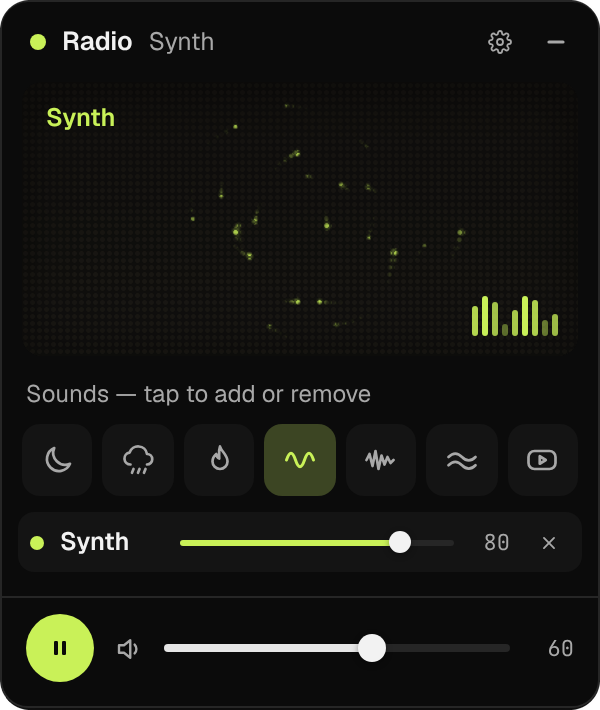 Radio Synth
Synth
Sounds — tap to add or remove
Synth 80
60